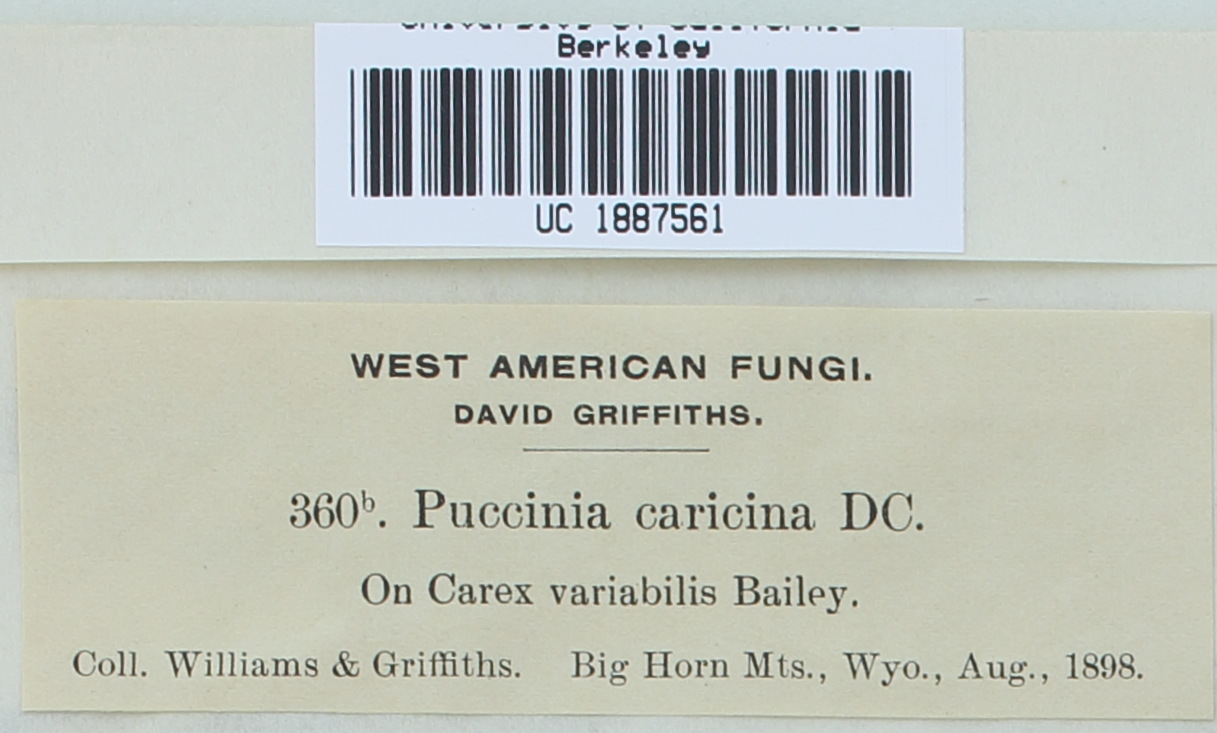 Berkeley
UC 1887561
WEST AMERICAN FUNGI.
DAVID GRIFFITHS.
360ᵇ. Puccinia caricina DC.
On Carex variabilis Bailey.
Coll. Williams & Griffiths. Big Horn Mts., Wyo., Aug., 1898.